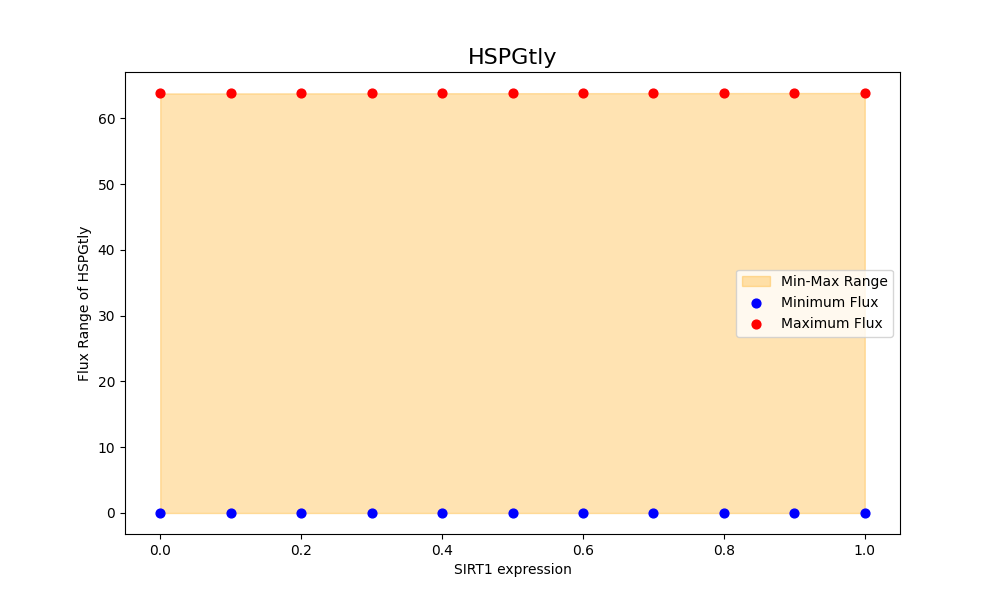 HSPGtly
Flux Range of HSPGtly
60
50
40
30
20
10
0
Min-Max Range
Minimum Flux
Maximum Flux
0.0 0.2 0.4 0.6 0.8 1.0
SIRT1 expression